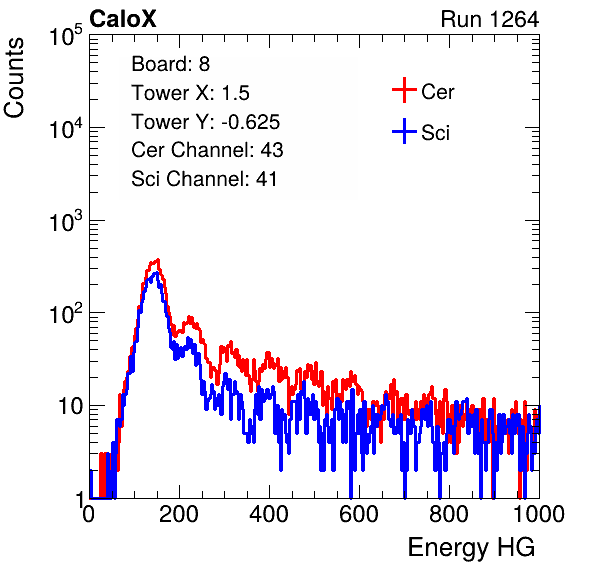 CaloX Run 1264
10^5
Counts
Board: 8
Tower X: 1.5
Cer
Tower Y: -0.625
10^4
Sci
Cer Channel: 43
Sci Channel: 41
10^3
10^2
10
1
0 200 400 600 800 1000
Energy HG